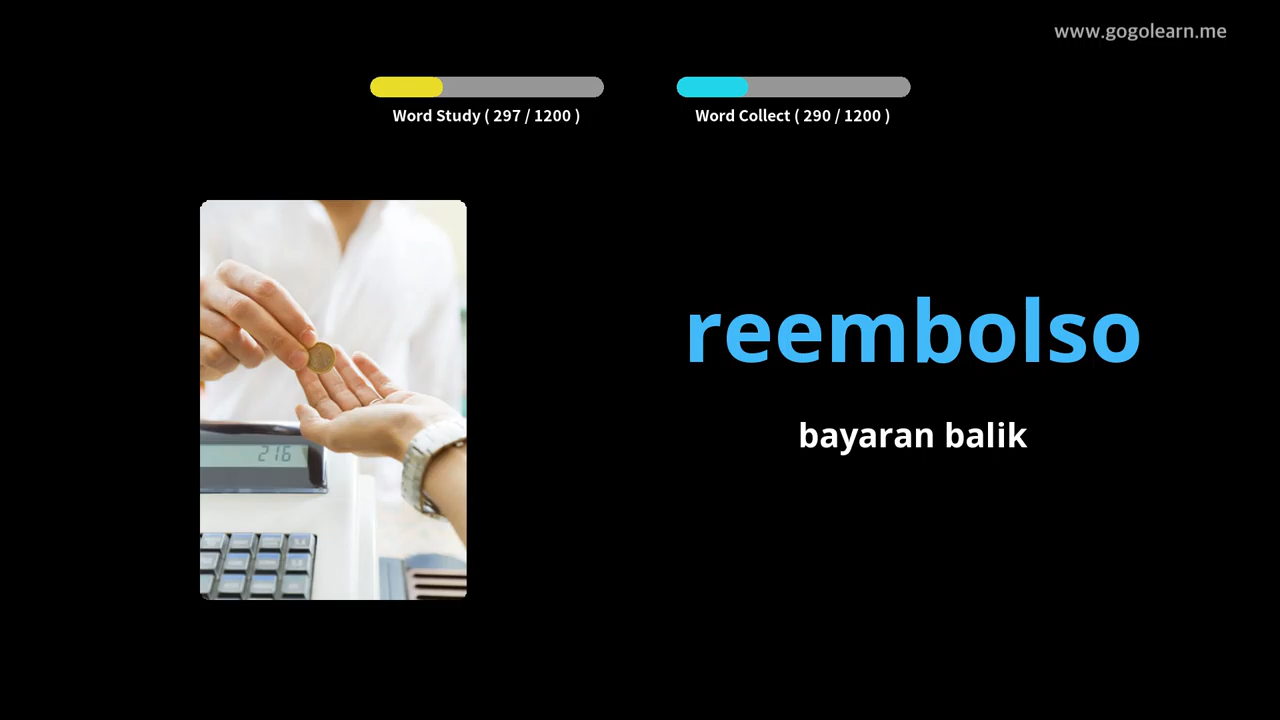 www.gogolearn.me
Word Study ( 297 / 1200 )
Word Collect ( 290 / 1200 )
reembolso
bayaran balik
216